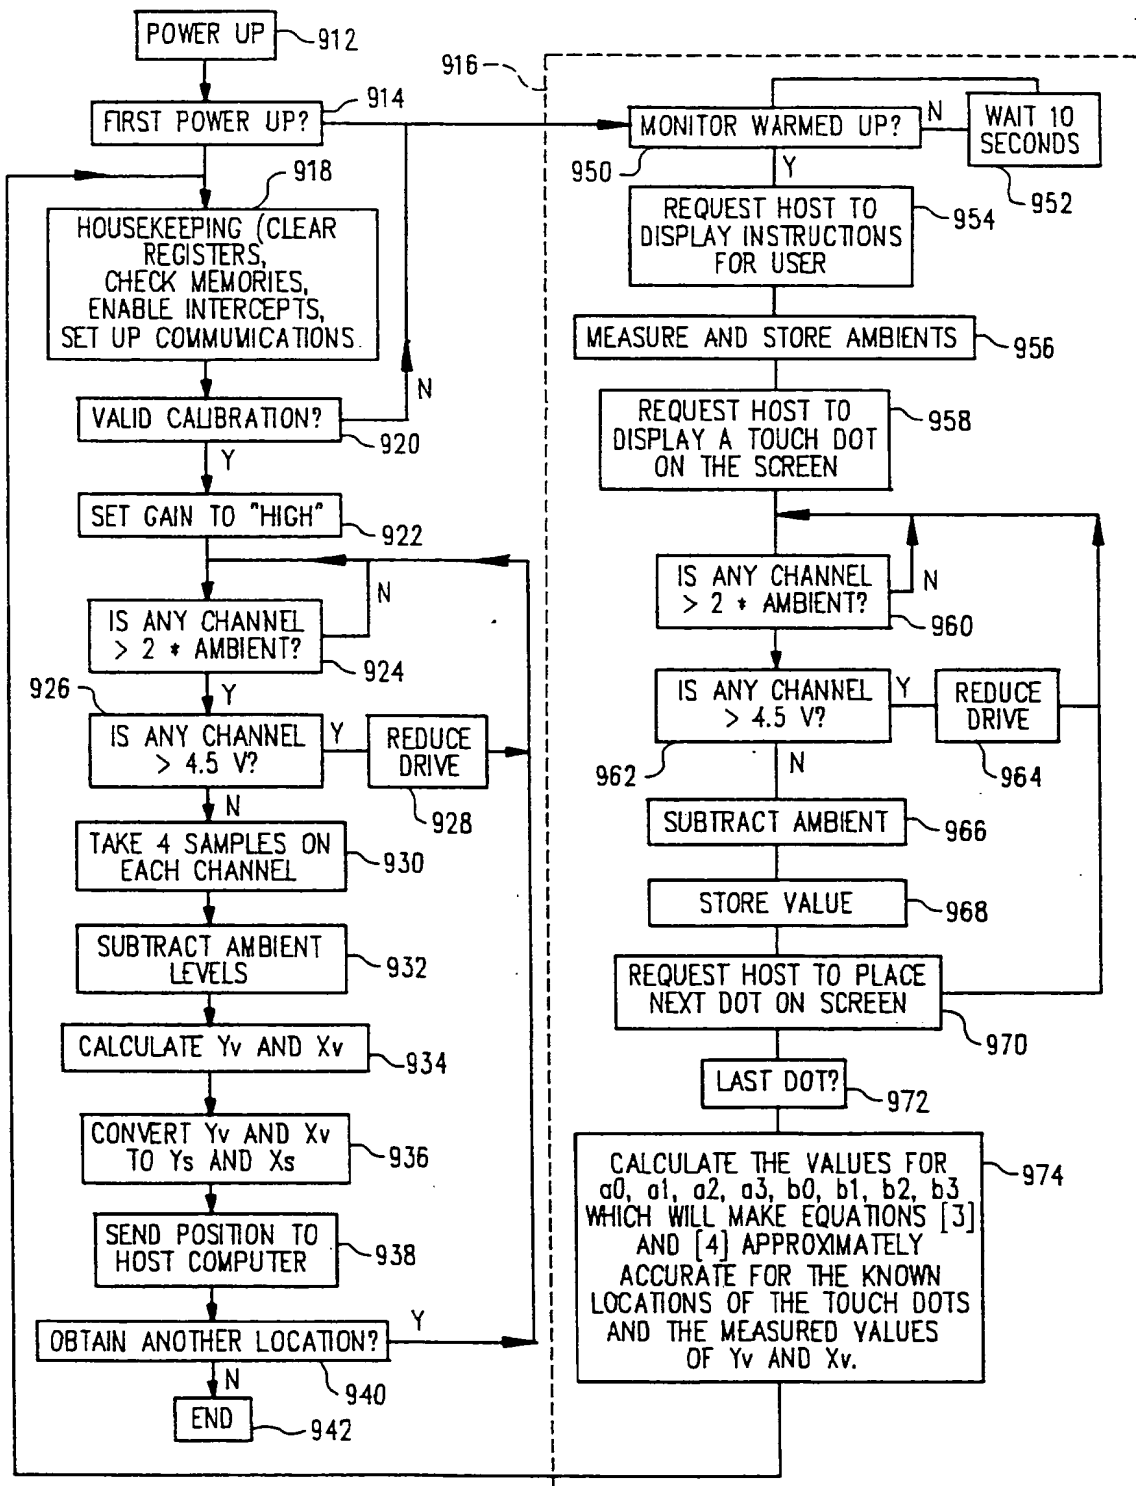 POWER UP
912
FIRST POWER UP?
914
918
HOUSEKEEPING (CLEAR
REGISTERS,
CHECK MEMORIES,
ENABLE INTERCEPTS,
SET UP COMMUMICATIONS.
VALID CALIBRATION?
N
920
Y
SET GAIN TO "HIGH"
922
IS ANY CHANNEL
> 2 * AMBIENT?
N
924
Y
926
IS ANY CHANNEL
> 4.5 V?
Y
REDUCE
DRIVE
928
N
TAKE 4 SAMPLES ON
EACH CHANNEL
930
SUBTRACT AMBIENT
LEVELS
932
CALCULATE Yv AND Xv
934
CONVERT Yv AND Xv
TO Ys AND Xs
936
SEND POSITION TO
HOST COMPUTER
938
OBTAIN ANOTHER LOCATION?
Y
940
N
END
942
916
MONITOR WARMED UP?
N
WAIT 10
SECONDS
950
952
Y
REQUEST HOST TO
DISPLAY INSTRUCTIONS
FOR USER
954
MEASURE AND STORE AMBIENTS
956
REQUEST HOST TO
DISPLAY A TOUCH DOT
ON THE SCREEN
958
IS ANY CHANNEL
> 2 * AMBIENT?
N
960
IS ANY CHANNEL
> 4.5 V?
Y
REDUCE
DRIVE
962
964
N
SUBTRACT AMBIENT
966
STORE VALUE
968
REQUEST HOST TO PLACE
NEXT DOT ON SCREEN
970
LAST DOT?
972
CALCULATE THE VALUES FOR
a0, a1, a2, a3, b0, b1, b2, b3
WHICH WILL MAKE EQUATIONS [3]
AND [4] APPROXIMATELY
ACCURATE FOR THE KNOWN
LOCATIONS OF THE TOUCH DOTS
AND THE MEASURED VALUES
OF Yv AND Xv.
974